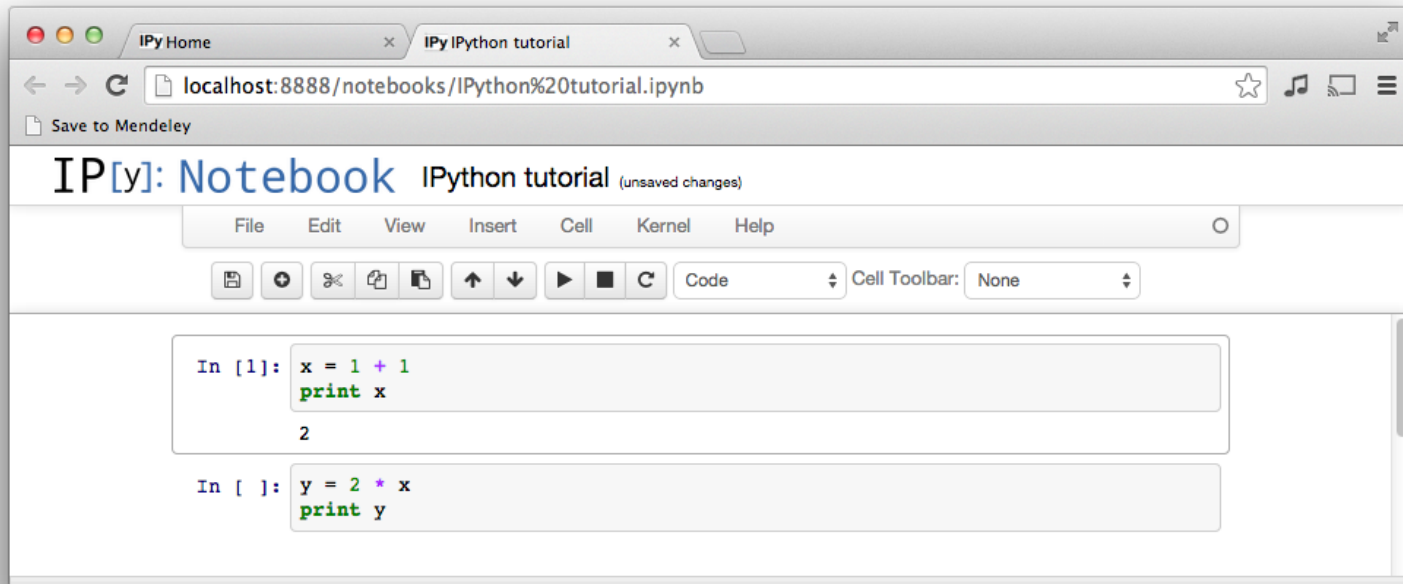 IPy Home
IPy IPython tutorial
localhost:8888/notebooks/IPython%20tutorial.ipynb
Save to Mendeley
IP[y]: Notebook IPython tutorial (unsaved changes)
File Edit View Insert Cell Kernel Help
Code Cell Toolbar: None
In [1]: x = 1 + 1
print x
2
In [ ]: y = 2 * x
print y